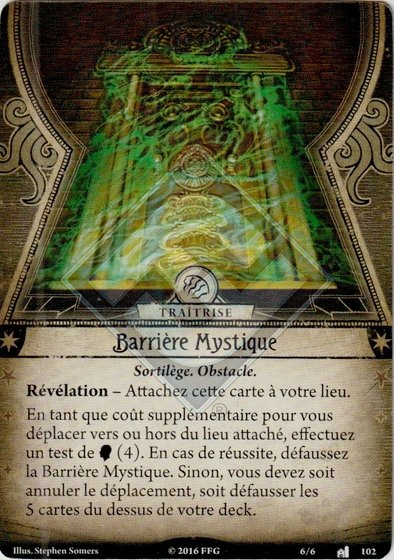 TRAÎTRISE
Barrière Mystique
Sortilège. Obstacle.
Révélation – Attachez cette carte à votre lieu.
En tant que coût supplémentaire pour vous
déplacer vers ou hors du lieu attaché, effectuez
un test de (4). En cas de réussite, défaussez
la Barrière Mystique. Sinon, vous devez soit
annuler le déplacement, soit défausser les
5 cartes du dessus de votre deck.
Illus. Stephen Somers © 2016 FFG 6/6 102